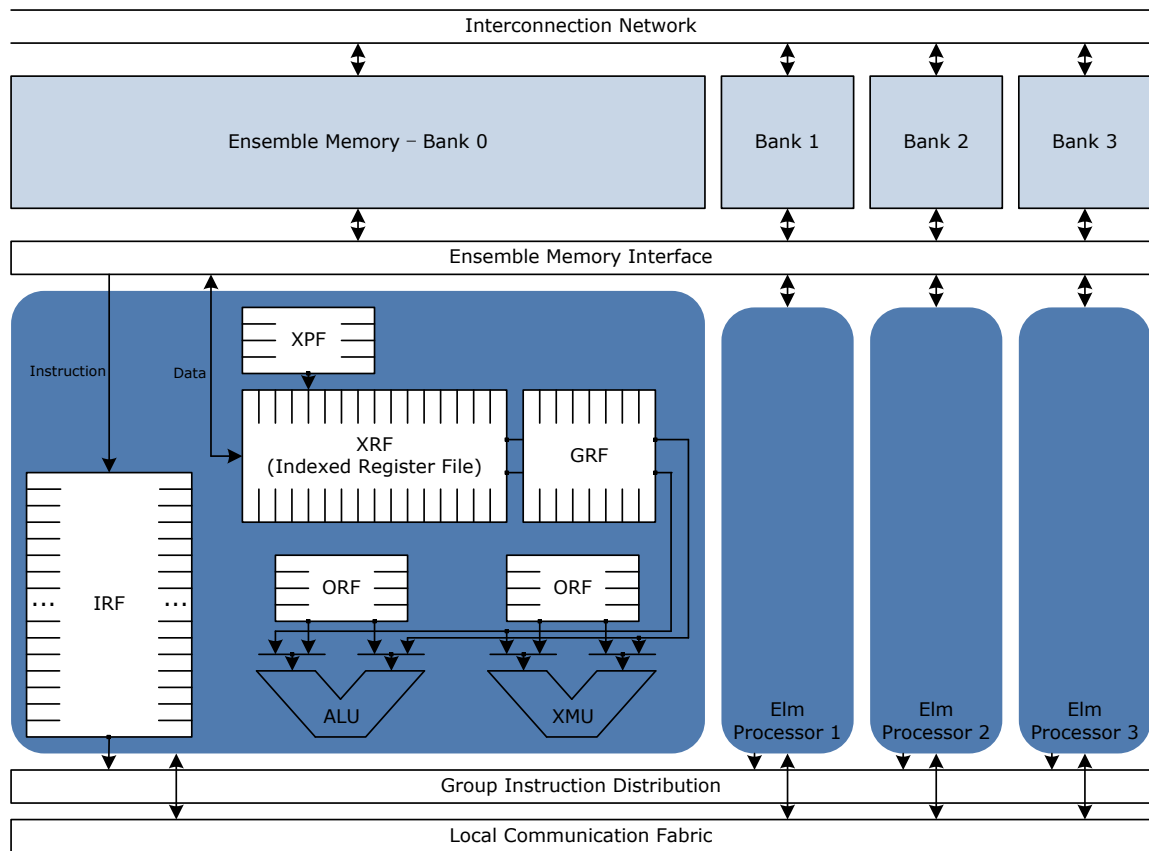 Interconnection Network
Ensemble Memory – Bank 0
Bank 1
Bank 2
Bank 3
Ensemble Memory Interface
XPF
Instruction
Data
XRF
(Indexed Register File)
GRF
IRF
...
...
ORF
ORF
ALU
XMU
Elm
Processor 1
Elm
Processor 2
Elm
Processor 3
Group Instruction Distribution
Local Communication Fabric